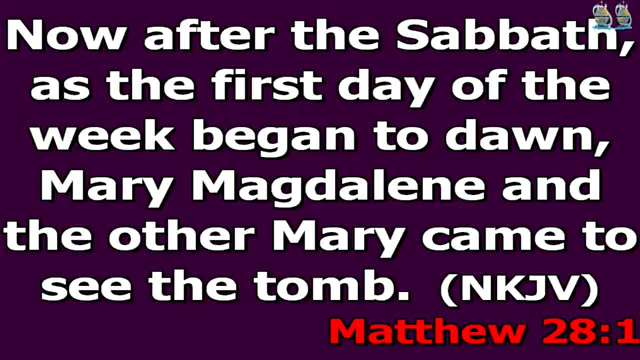 Now after the Sabbath,
as the first day of the
week began to dawn,
Mary Magdalene and
the other Mary came to
see the tomb. (NKJV)
Matthew 28:1